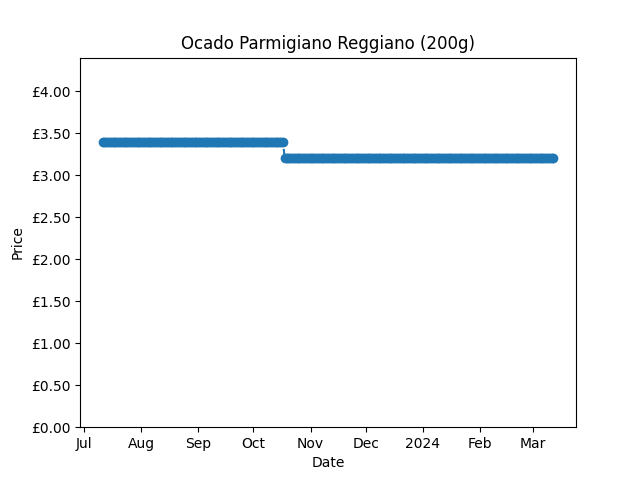 Ocado Parmigiano Reggiano (200g)
£4.00
£3.50
£3.00
£2.50
£2.00
£1.50
£1.00
£0.50
£0.00
Price
Jul Aug Sep Oct Nov Dec 2024 Feb Mar
Date